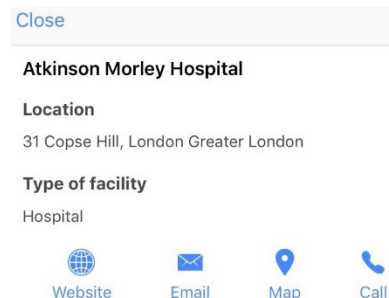 Close
Atkinson Morley Hospital
Location
31 Copse Hill, London Greater London
Type of facility
Hospital
Website Email Map Call